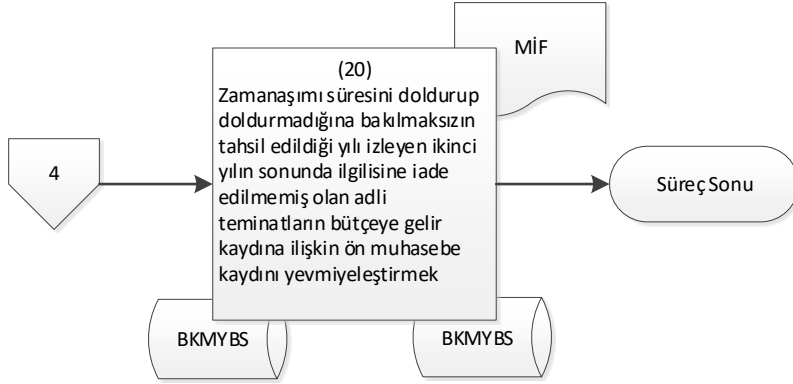 MİF
(20)
Zamanaşımı süresini doldurup
doldurmadığına bakılmaksızın
tahsil edildiği yılı izleyen ikinci
yılın sonunda ilgilisine iade
edilmemiş olan adli
teminatların bütçeye gelir
kaydına ilişkin ön muhasebe
kaydını yevmiyeleştirmek
4
Süreç Sonu
BKMYBS
BKMYBS